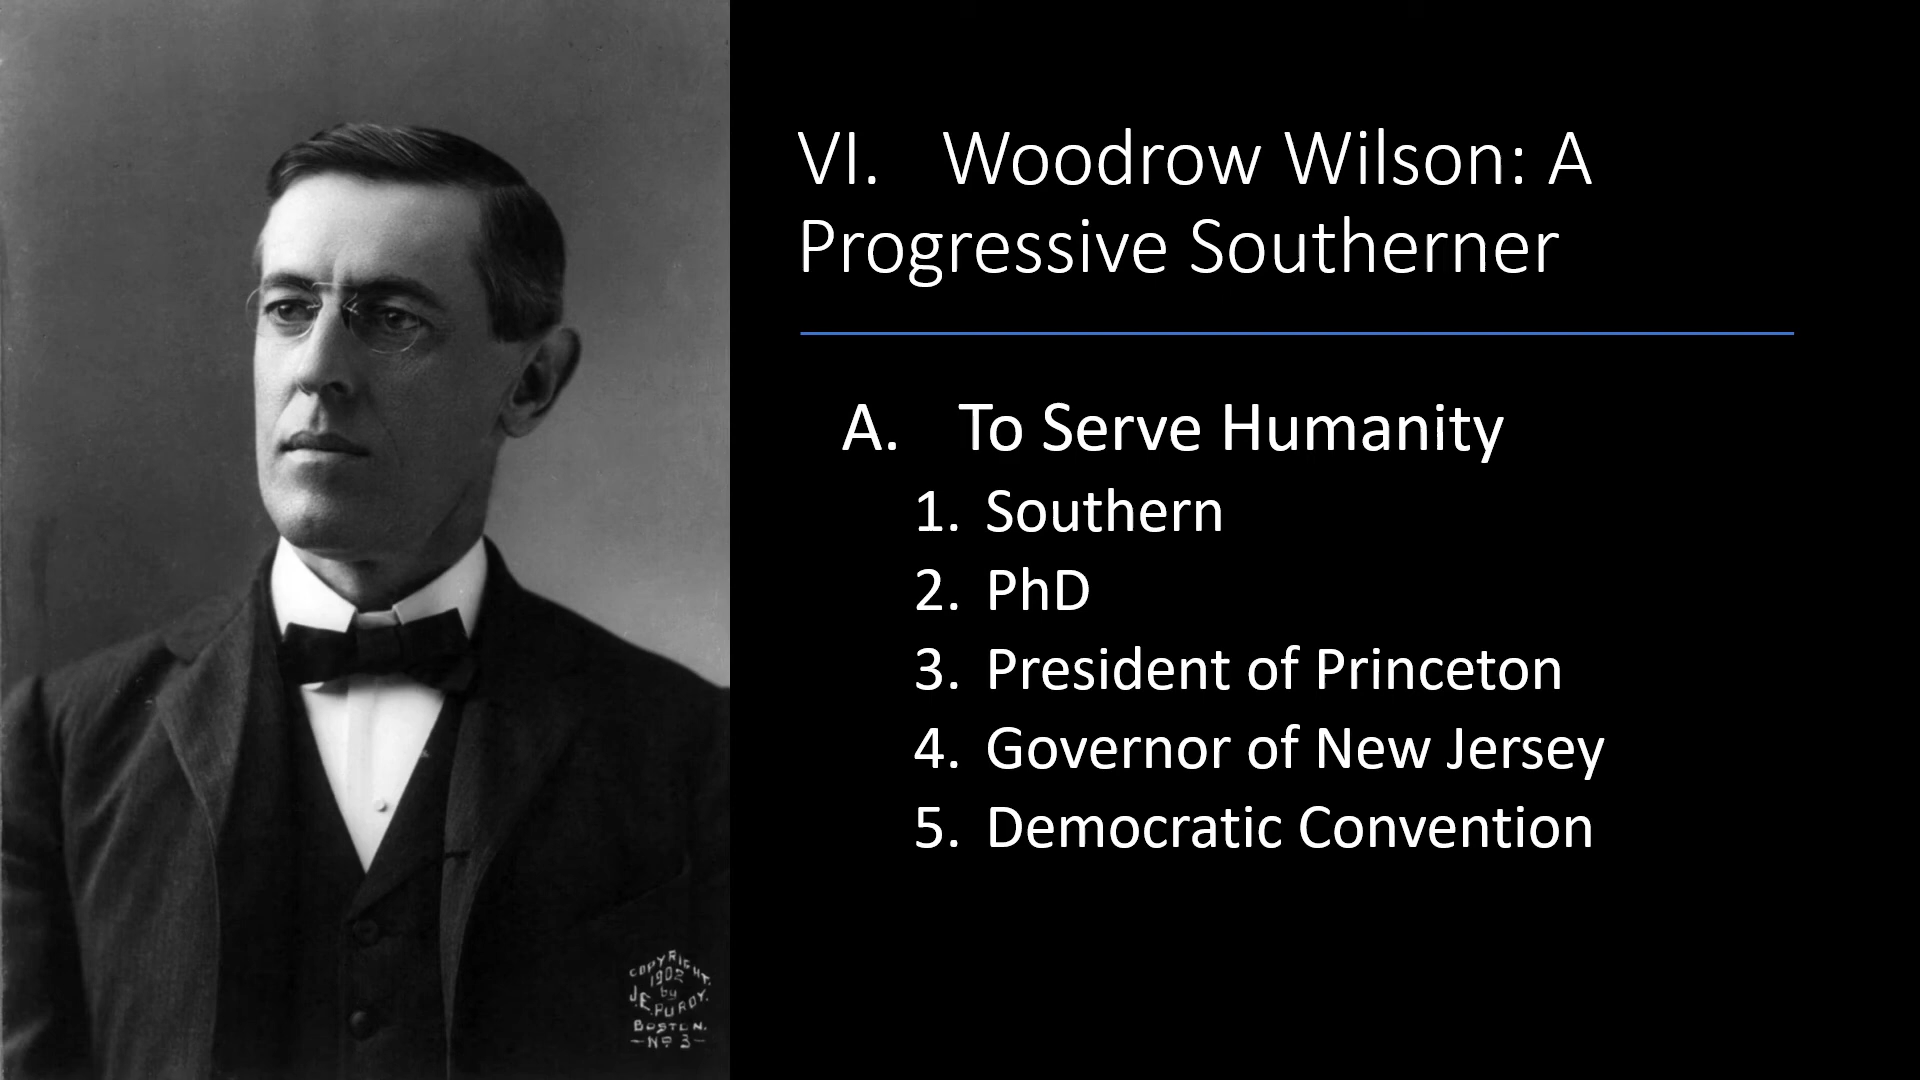 VI. Woodrow Wilson: A
Progressive Southerner
A. To Serve Humanity
1. Southern
2. PhD
3. President of Princeton
4. Governor of New Jersey
5. Democratic Convention
COPYRIGHT.
1902
by
J.E. PURDY.
BOSTON.
—Nº 3—